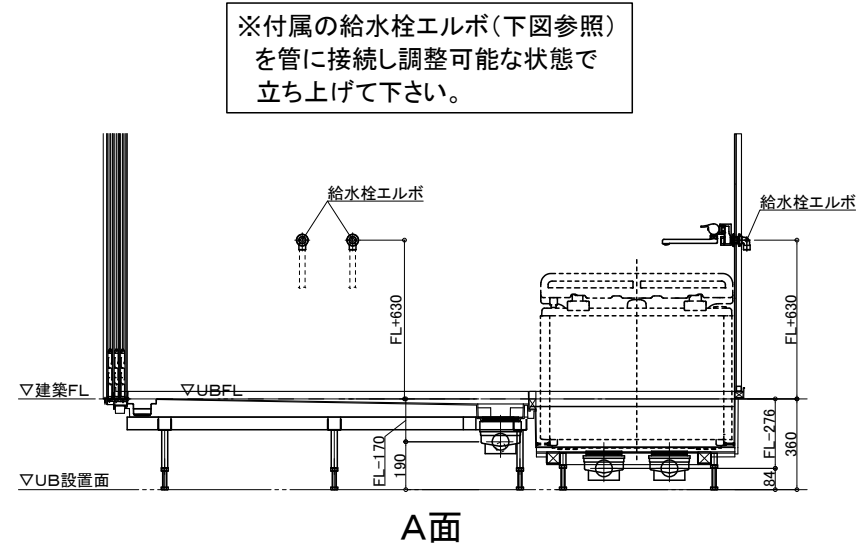 ※付属の給水栓エルボ(下図参照)
を管に接続し調整可能な状態で
立ち上げて下さい。
給水栓エルボ
給水栓エルボ
FL+630
FL+630
▽建築FL
▽UBFL
FL-170
190
FL-276
84
360
▽UB設置面
A面